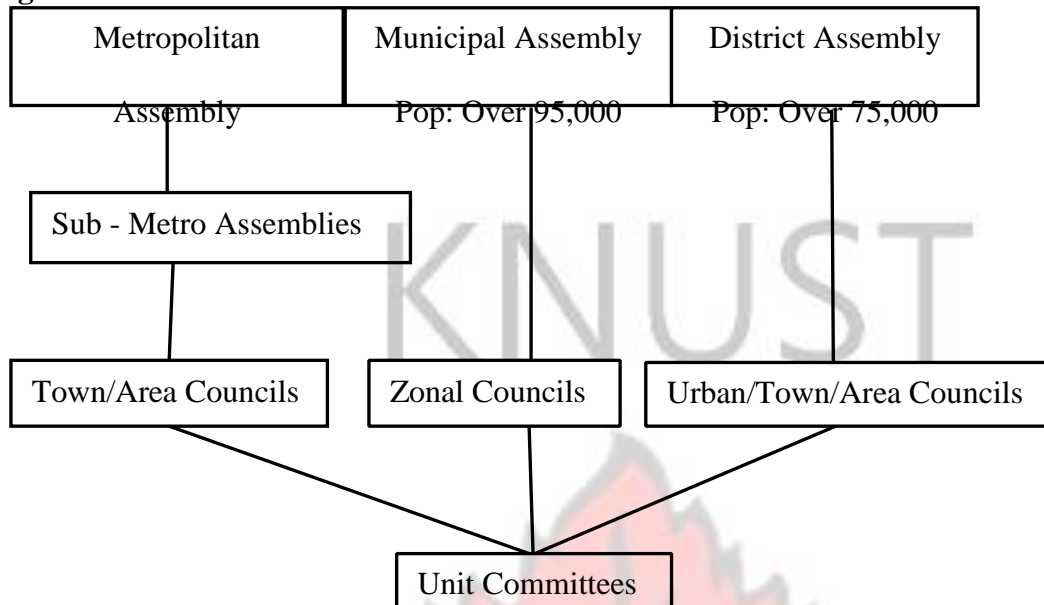 Metropolitan
Assembly
Municipal Assembly
Pop: Over 95,000
District Assembly
Pop: Over 75,000
Sub - Metro Assemblies
KNUST
Town/Area Councils
Zonal Councils
Urban/Town/Area Councils
Unit Committees